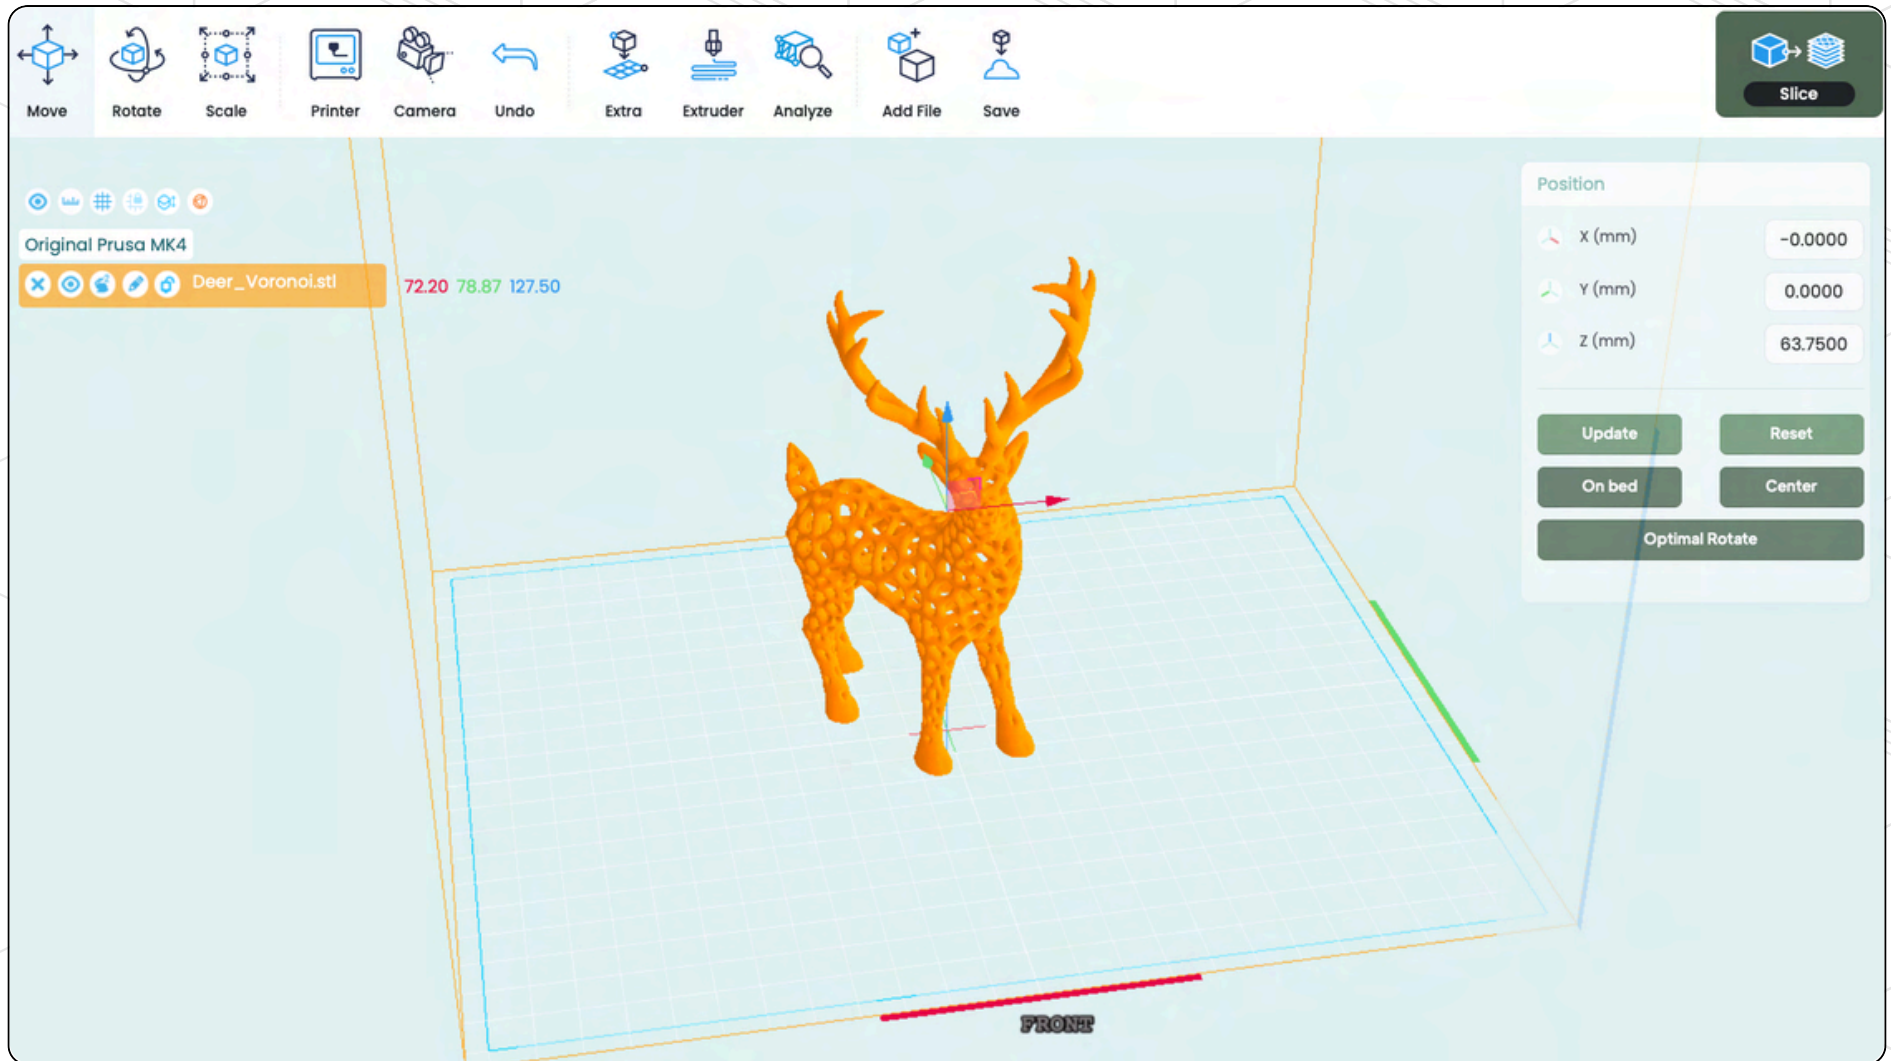 Move Rotate Scale Printer Camera Undo Extra Extruder Analyze Add File Save
Slice
Original Prusa MK4
Deer_Voronoi.stl 72.20 78.87 127.50
Position
X (mm) -0.0000
Y (mm) 0.0000
Z (mm) 63.7500
Update Reset
On bed Center
Optimal Rotate
FRONT